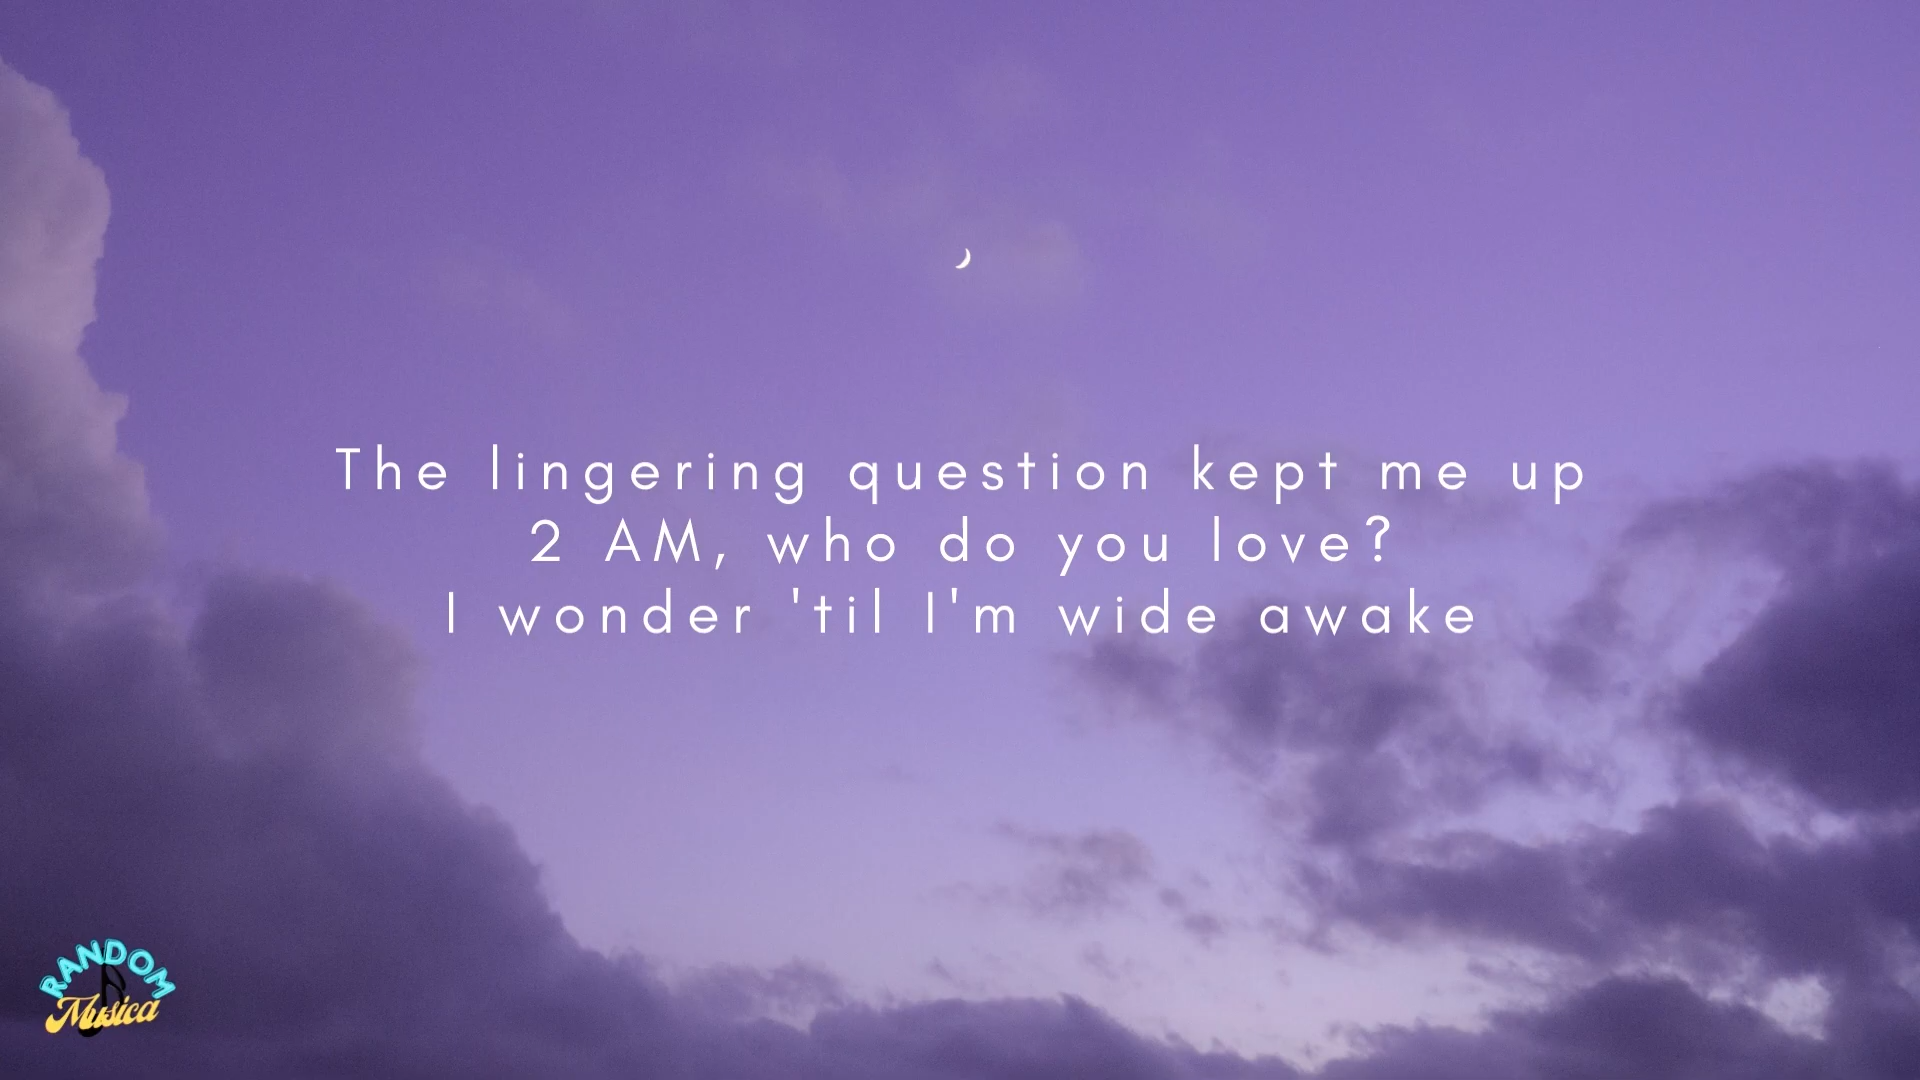 The lingering question kept me up
2 AM, who do you love?
I wonder 'til I'm wide awake
RANDOM
Musica